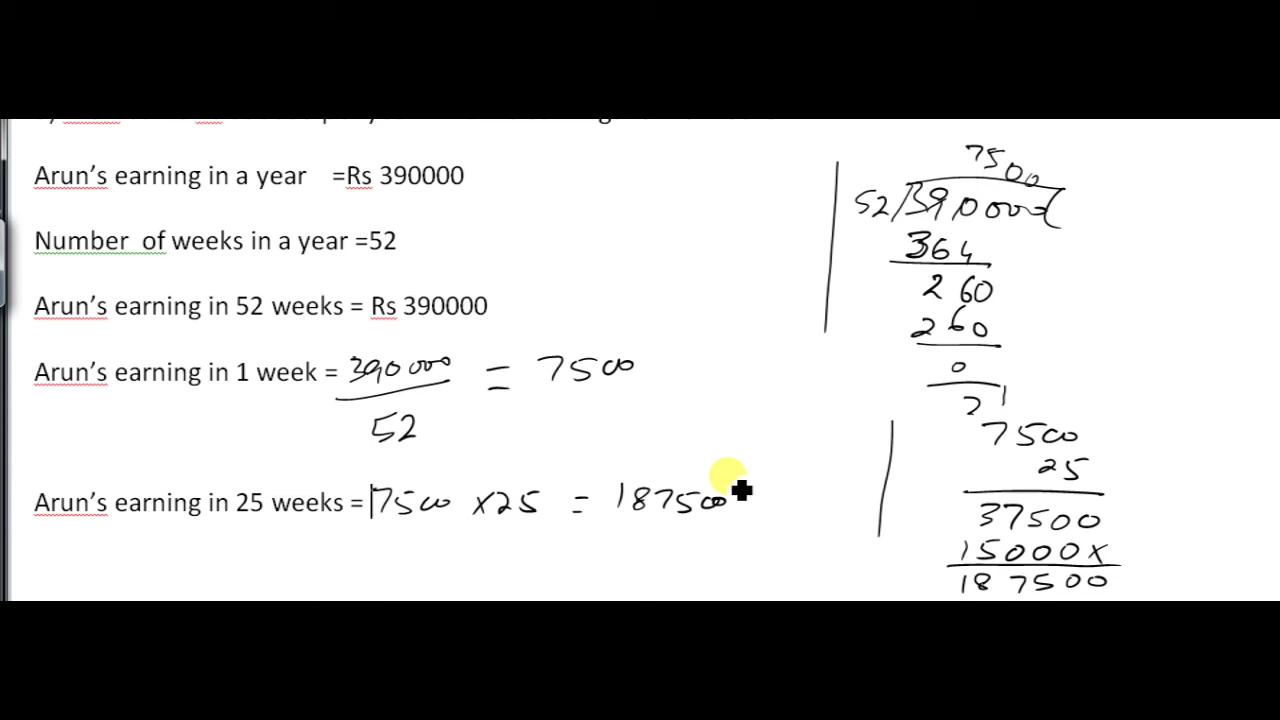 Arun's earning in a year =Rs 390000
Number of weeks in a year =52
Arun's earning in 52 weeks = Rs 390000
Arun's earning in 1 week = 390000 = 7500
52
Arun's earning in 25 weeks = 7500 x25 = 187500
7500
52 390000
364
260
260
0
21
7500
25
37500
15000x
187500